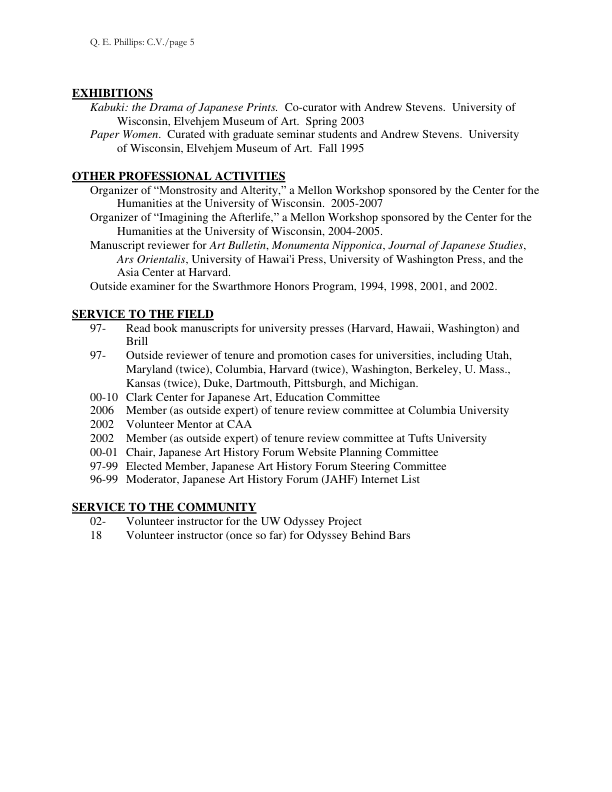 Q. E. Phillips: C.V./page 5
EXHIBITIONS
Kabuki: the Drama of Japanese Prints. Co-curator with Andrew Stevens. University of
Wisconsin, Elvehjem Museum of Art. Spring 2003
Paper Women. Curated with graduate seminar students and Andrew Stevens. University
of Wisconsin, Elvehjem Museum of Art. Fall 1995
OTHER PROFESSIONAL ACTIVITIES
Organizer of “Monstrosity and Alterity,” a Mellon Workshop sponsored by the Center for the
Humanities at the University of Wisconsin. 2005-2007
Organizer of “Imagining the Afterlife,” a Mellon Workshop sponsored by the Center for the
Humanities at the University of Wisconsin, 2004-2005.
Manuscript reviewer for Art Bulletin, Monumenta Nipponica, Journal of Japanese Studies,
Ars Orientalis, University of Hawai'i Press, University of Washington Press, and the
Asia Center at Harvard.
Outside examiner for the Swarthmore Honors Program, 1994, 1998, 2001, and 2002.
SERVICE TO THE FIELD
97- Read book manuscripts for university presses (Harvard, Hawaii, Washington) and
Brill
97- Outside reviewer of tenure and promotion cases for universities, including Utah,
Maryland (twice), Columbia, Harvard (twice), Washington, Berkeley, U. Mass.,
Kansas (twice), Duke, Dartmouth, Pittsburgh, and Michigan.
00-10 Clark Center for Japanese Art, Education Committee
2006 Member (as outside expert) of tenure review committee at Columbia University
2002 Volunteer Mentor at CAA
2002 Member (as outside expert) of tenure review committee at Tufts University
00-01 Chair, Japanese Art History Forum Website Planning Committee
97-99 Elected Member, Japanese Art History Forum Steering Committee
96-99 Moderator, Japanese Art History Forum (JAHF) Internet List
SERVICE TO THE COMMUNITY
02- Volunteer instructor for the UW Odyssey Project
18 Volunteer instructor (once so far) for Odyssey Behind Bars